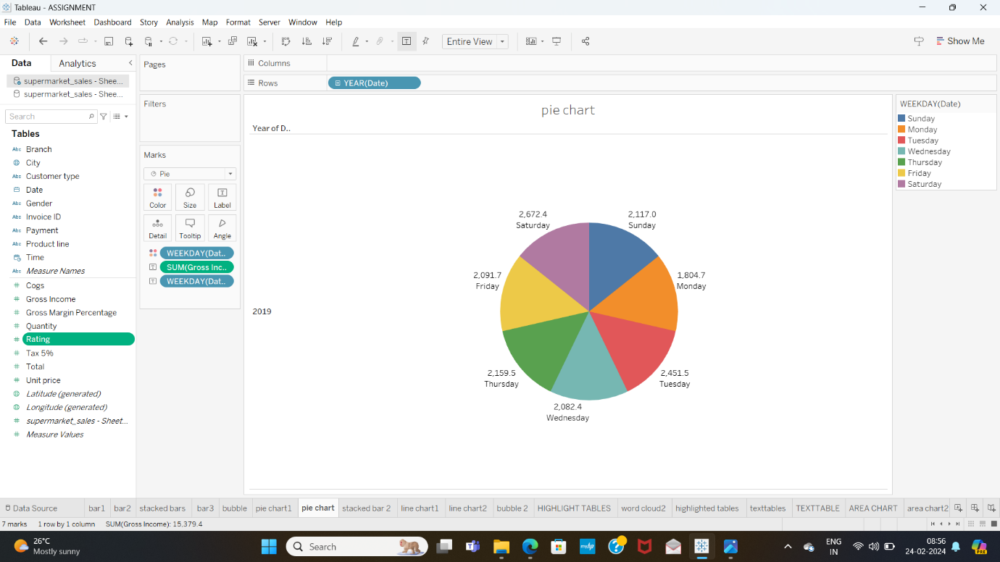 Tableau - ASSIGNMENT
File Data Worksheet Dashboard Story Analysis Map Format Server Window Help
Entire View
Show Me
Data Analytics
supermarket_sales - Shee...
supermarket_sales - Shee...
Search
Tables
Abc Branch
City
Abc Customer type
Date
Abc Gender
Abc Invoice ID
Abc Payment
Abc Product line
Time
Abc Measure Names
# Cogs
# Gross Income
# Gross Margin Percentage
# Quantity
# Rating
# Tax 5%
# Total
# Unit price
Latitude (generated)
Longitude (generated)
# supermarket_sales - Sheet...
# Measure Values
Pages
Filters
Marks
Pie
Color Size Label
Detail Tooltip Angle
WEEKDAY(Dat..
SUM(Gross Inc..
WEEKDAY(Dat..
Columns
Rows YEAR(Date)
pie chart
Year of D..
2019
2,672.4
Saturday
2,117.0
Sunday
2,091.7
Friday
1,804.7
Monday
2,159.5
Thursday
2,451.5
Tuesday
2,082.4
Wednesday
WEEKDAY(Date)
Sunday
Monday
Tuesday
Wednesday
Thursday
Friday
Saturday
Data Source bar1 bar2 stacked bars bar3 bubble pie chart1 pie chart stacked bar 2 line chart1 line chart2 bubble 2 HIGHLIGHT TABLES word cloud2 highlighted tables texttables TEXTTABLE AREA CHART area chart2
7 marks 1 row by 1 column SUM(Gross Income): 15,379.4
26°C
Mostly sunny
Search
myhp
ENG
IN
08:56
24-02-2024
PRE